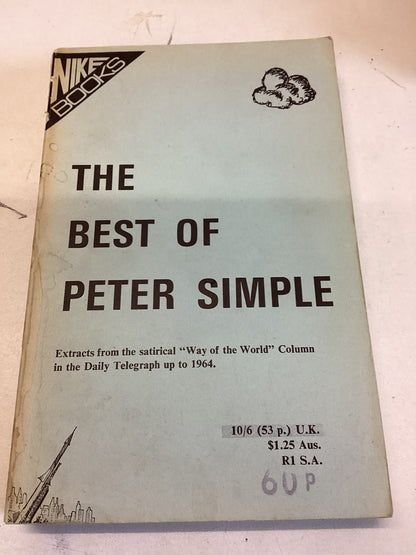 NIKE
BOOKS
THE
BEST OF
PETER SIMPLE
Extracts from the satirical "Way of the World" Column
in the Daily Telegraph up to 1964.
10/6 (53 p.) U.K.
$1.25 Aus.
R1 S.A.
60P